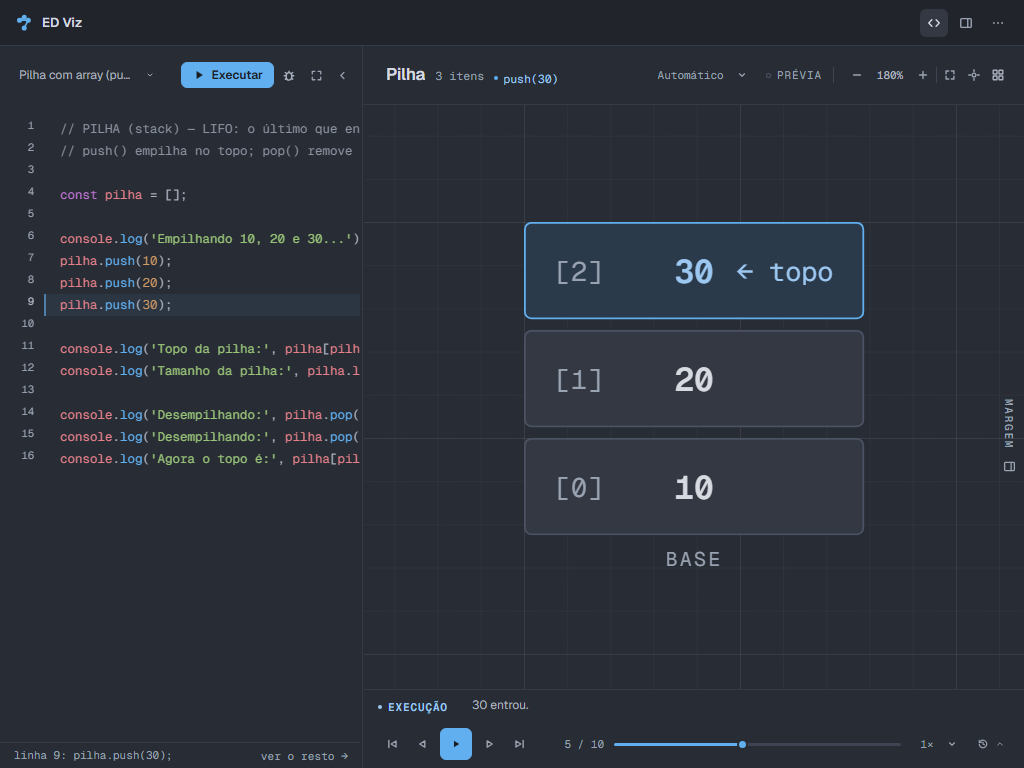 ED Viz
Pilha com array (pu...
Executar
Pilha
3 itens
push(30)
Automático
PRÉVIA
180%
1 // PILHA (stack) — LIFO: o último que en
2 // push() empilha no topo; pop() remove
3
4 const pilha = [];
5
6 console.log('Empilhando 10, 20 e 30...')
7 pilha.push(10);
8 pilha.push(20);
9 pilha.push(30);
10
11 console.log('Topo da pilha:', pilha[pilh
12 console.log('Tamanho da pilha:', pilha.l
13
14 console.log('Desempilhando:', pilha.pop(
15 console.log('Desempilhando:', pilha.pop(
16 console.log('Agora o topo é:', pilha[pil
[2] 30 ← topo
[1] 20
[0] 10
BASE
MARGEM
EXECUÇÃO
30 entrou.
5 / 10
1×
linha 9: pilha.push(30);
ver o resto →